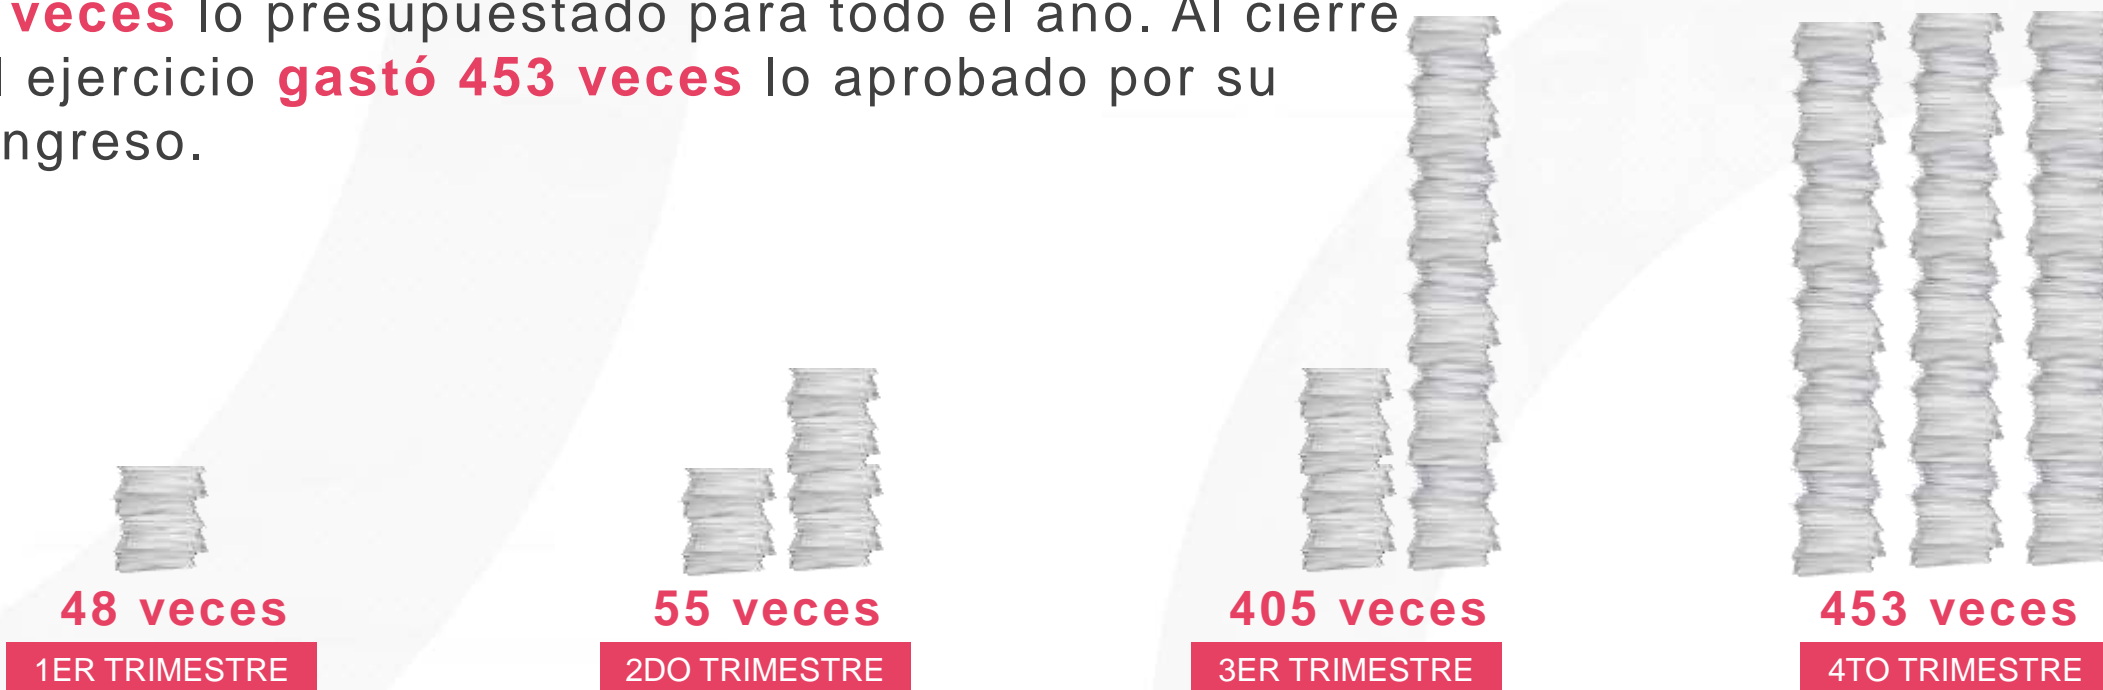 veces lo presupuestado para todo el año. Al cierre
l ejercicio gastó 453 veces lo aprobado por su
ngreso.
48 veces
55 veces
405 veces
453 veces
1ER TRIMESTRE
2DO TRIMESTRE
3ER TRIMESTRE
4TO TRIMESTRE